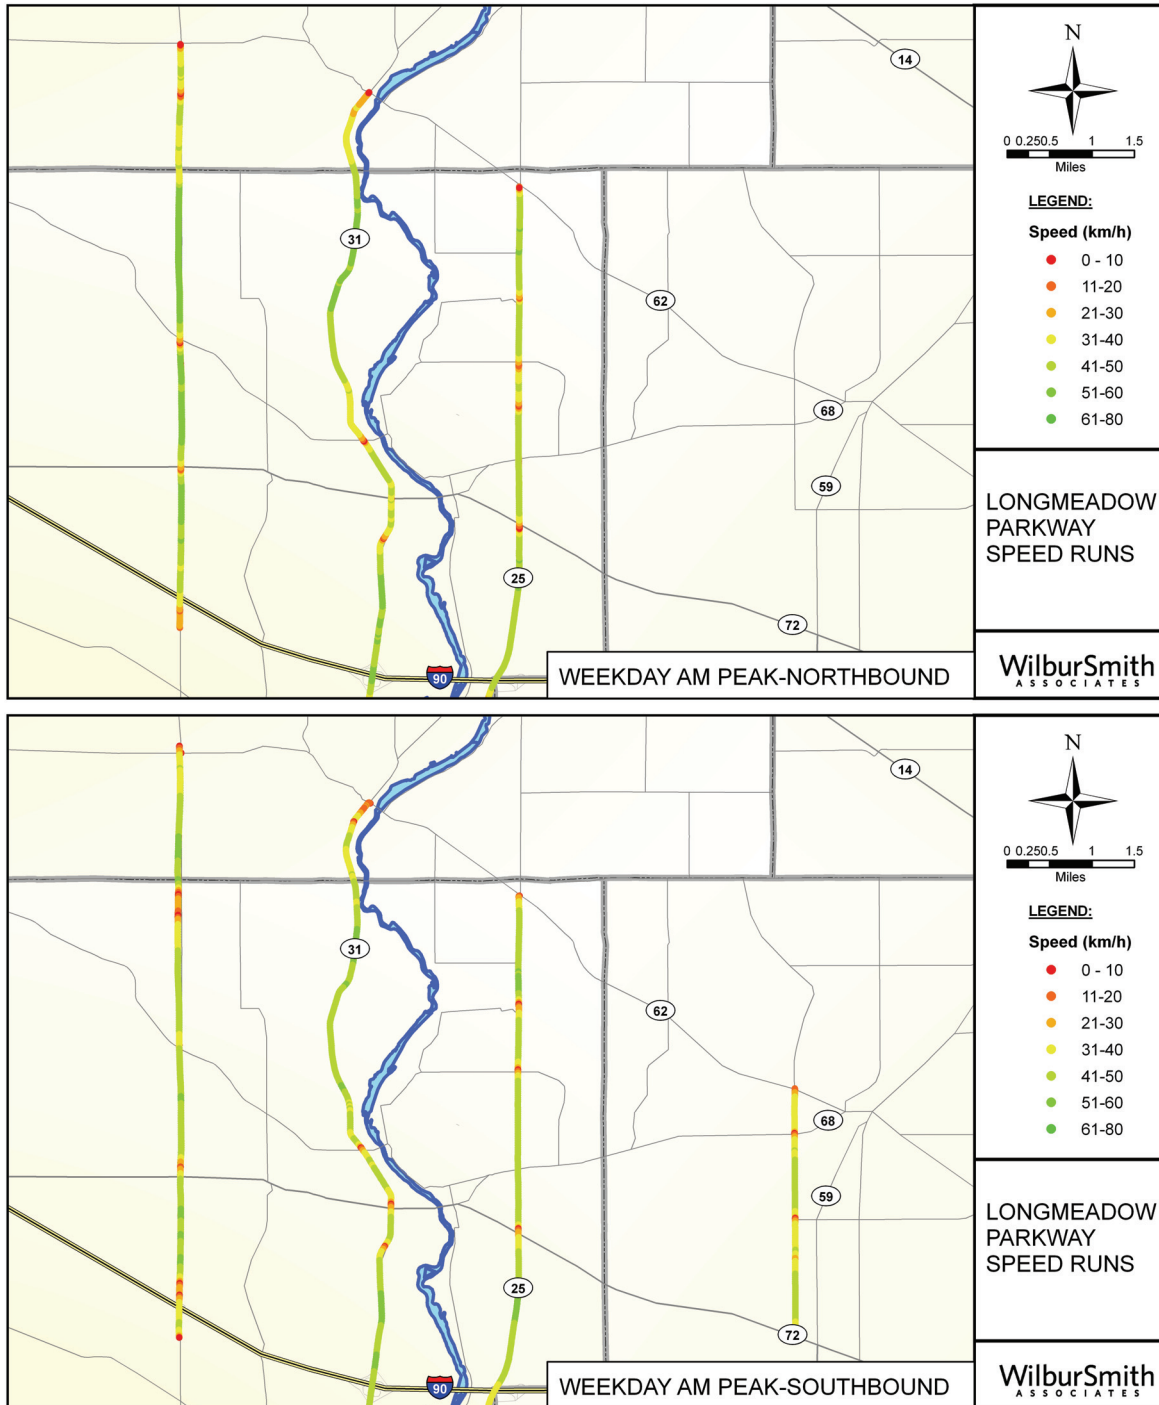 14
31
62
68
59
25
72
90
WEEKDAY AM PEAK-NORTHBOUND
N
0 0.250.5 1 1.5
Miles
LEGEND:
Speed (km/h)
0 - 10
11-20
21-30
31-40
41-50
51-60
61-80
LONGMEADOW
PARKWAY
SPEED RUNS
WilburSmith
ASSOCIATES
14
31
62
68
59
25
72
90
WEEKDAY AM PEAK-SOUTHBOUND
N
0 0.250.5 1 1.5
Miles
LEGEND:
Speed (km/h)
0 - 10
11-20
21-30
31-40
41-50
51-60
61-80
LONGMEADOW
PARKWAY
SPEED RUNS
WilburSmith
ASSOCIATES